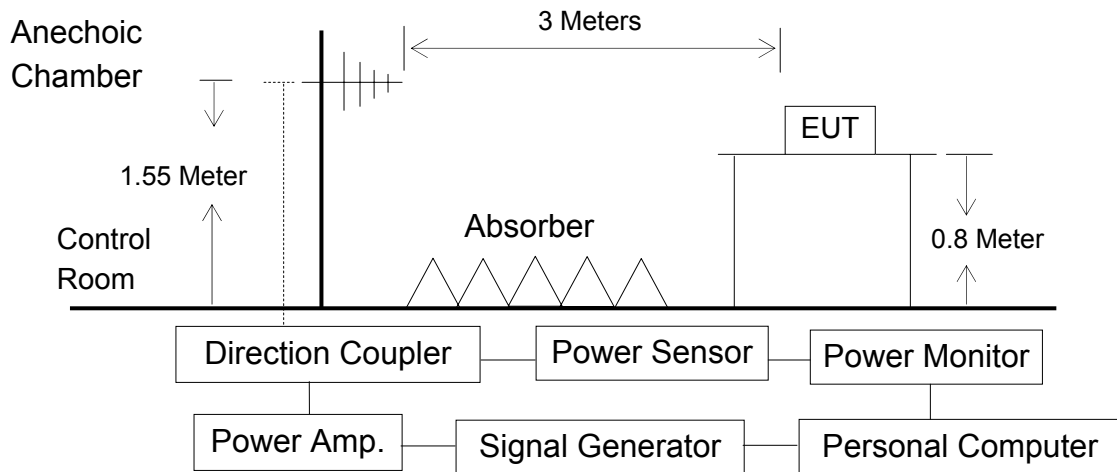 Anechoic
Chamber
3 Meters
EUT
1.55 Meter
Control
Room
Absorber
0.8 Meter
Direction Coupler
Power Sensor
Power Monitor
Power Amp.
Signal Generator
Personal Computer